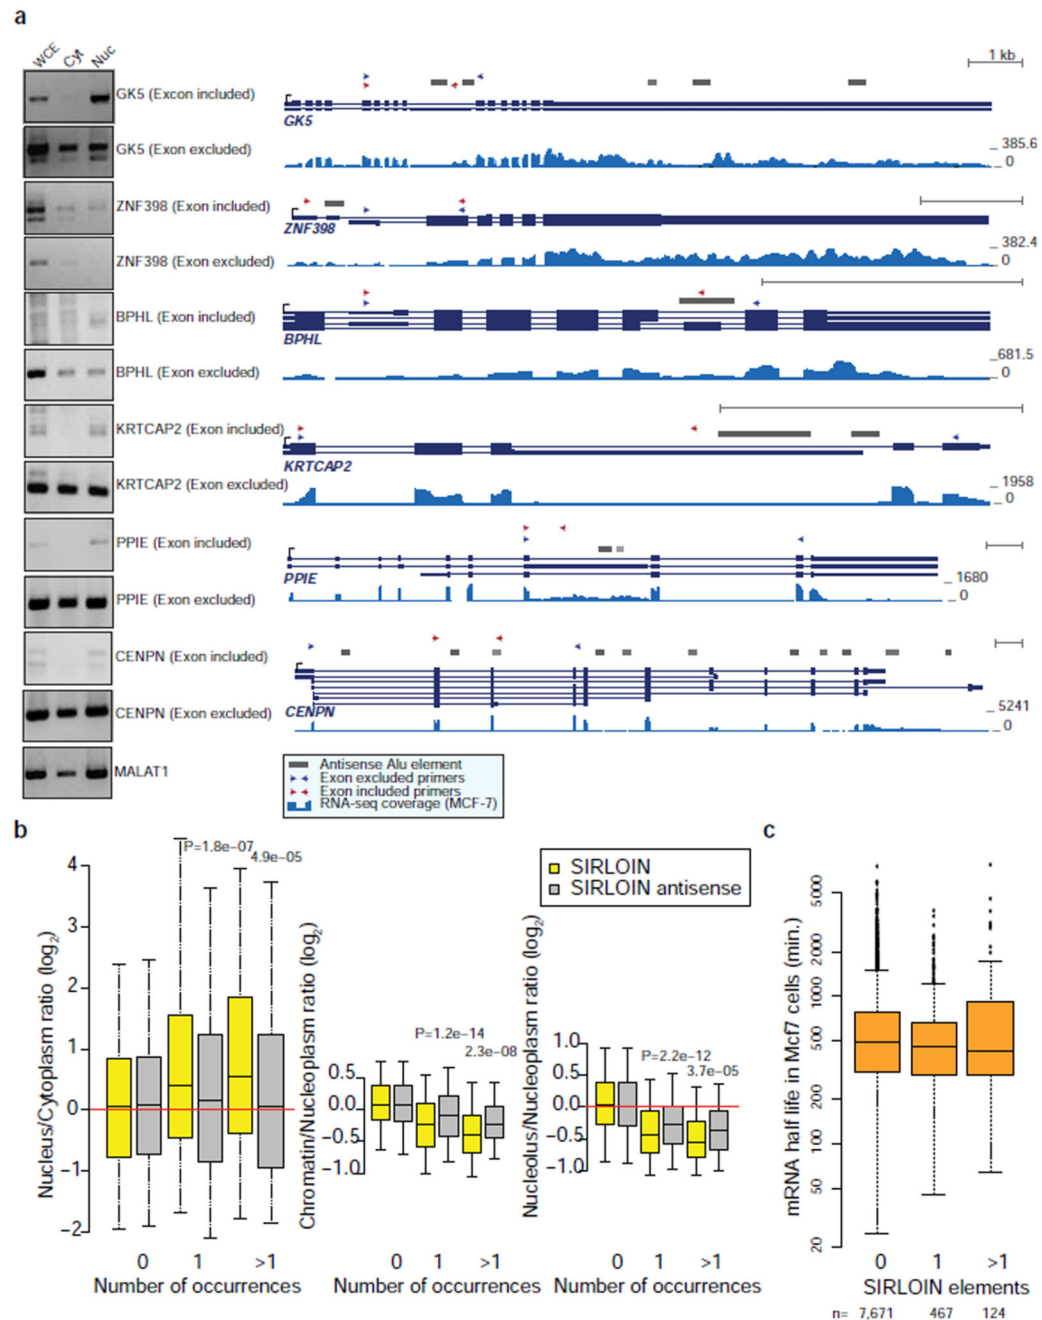 a
WCE Cyt Nuc
1 kb
GK5 (Excon included)
GK5
GK5 (Exon excluded)
385.6
0
ZNF398 (Exon included)
ZNF398
ZNF398 (Exon excluded)
382.4
0
BPHL (Exon included)
BPHL
BPHL (Exon excluded)
681.5
0
KRTCAP2 (Exon included)
KRTCAP2
KRTCAP2 (Exon excluded)
1958
0
PPIE (Exon included)
PPIE
1680
0
PPIE (Exon excluded)
CENPN (Exon included)
CENPN
CENPN (Exon excluded)
5241
0
MALAT1
Antisense Alu element
Exon excluded primers
Exon included primers
RNA-seq coverage (MCF-7)
b
Nucleus/Cytoplasm ratio (log2)
4
3
2
1
0
−1
−2
P=1.8e−07
4.9e−05
0 1 >1
Number of occurrences
Chromatin/Nucleoplasm ratio (log2)
0.5
0.0
−0.5
−1.0
P=1.2e−14
2.3e−08
0 1 >1
Number of occurrences
SIRLOIN
SIRLOIN antisense
Nucleolus/Nucleoplasm ratio (log2)
1.0
0.5
0.0
−0.5
−1.0
P=2.2e−12
3.7e−05
0 1 >1
Number of occurrences
c
mRNA half life in Mcf7 cells (min.)
5000
2000
1000
500
200
100
50
20
0 1 >1
SIRLOIN elements
n= 7,671 467 124